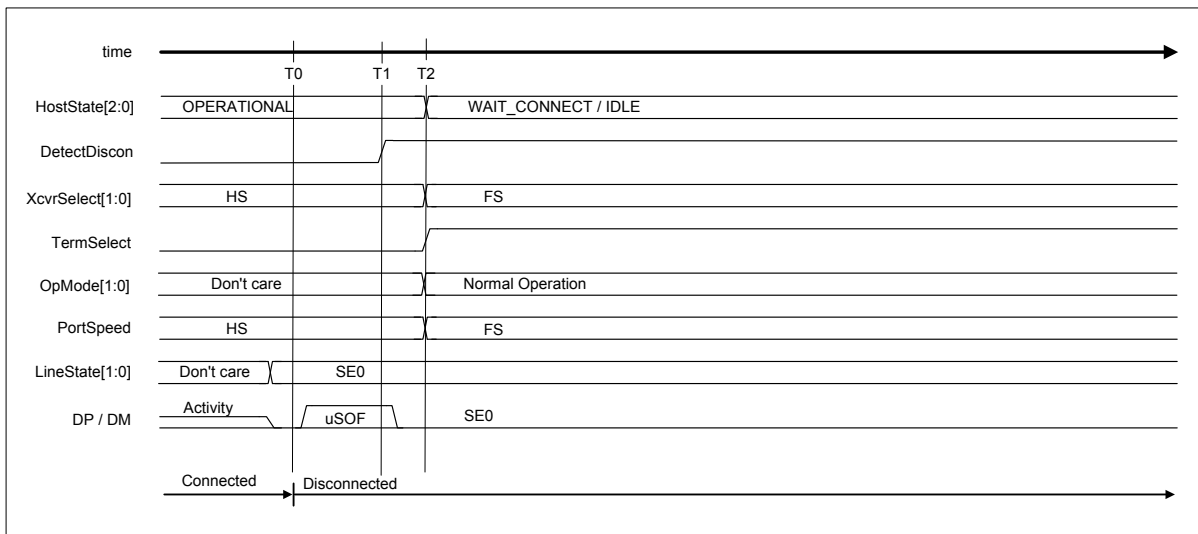 time
T0 T1 T2
HostState[2:0] OPERATIONAL WAIT_CONNECT / IDLE
DetectDiscon
XcvrSelect[1:0] HS FS
TermSelect
OpMode[1:0] Don't care Normal Operation
PortSpeed HS FS
LineState[1:0] Don't care SE0
DP / DM Activity uSOF SE0
Connected Disconnected